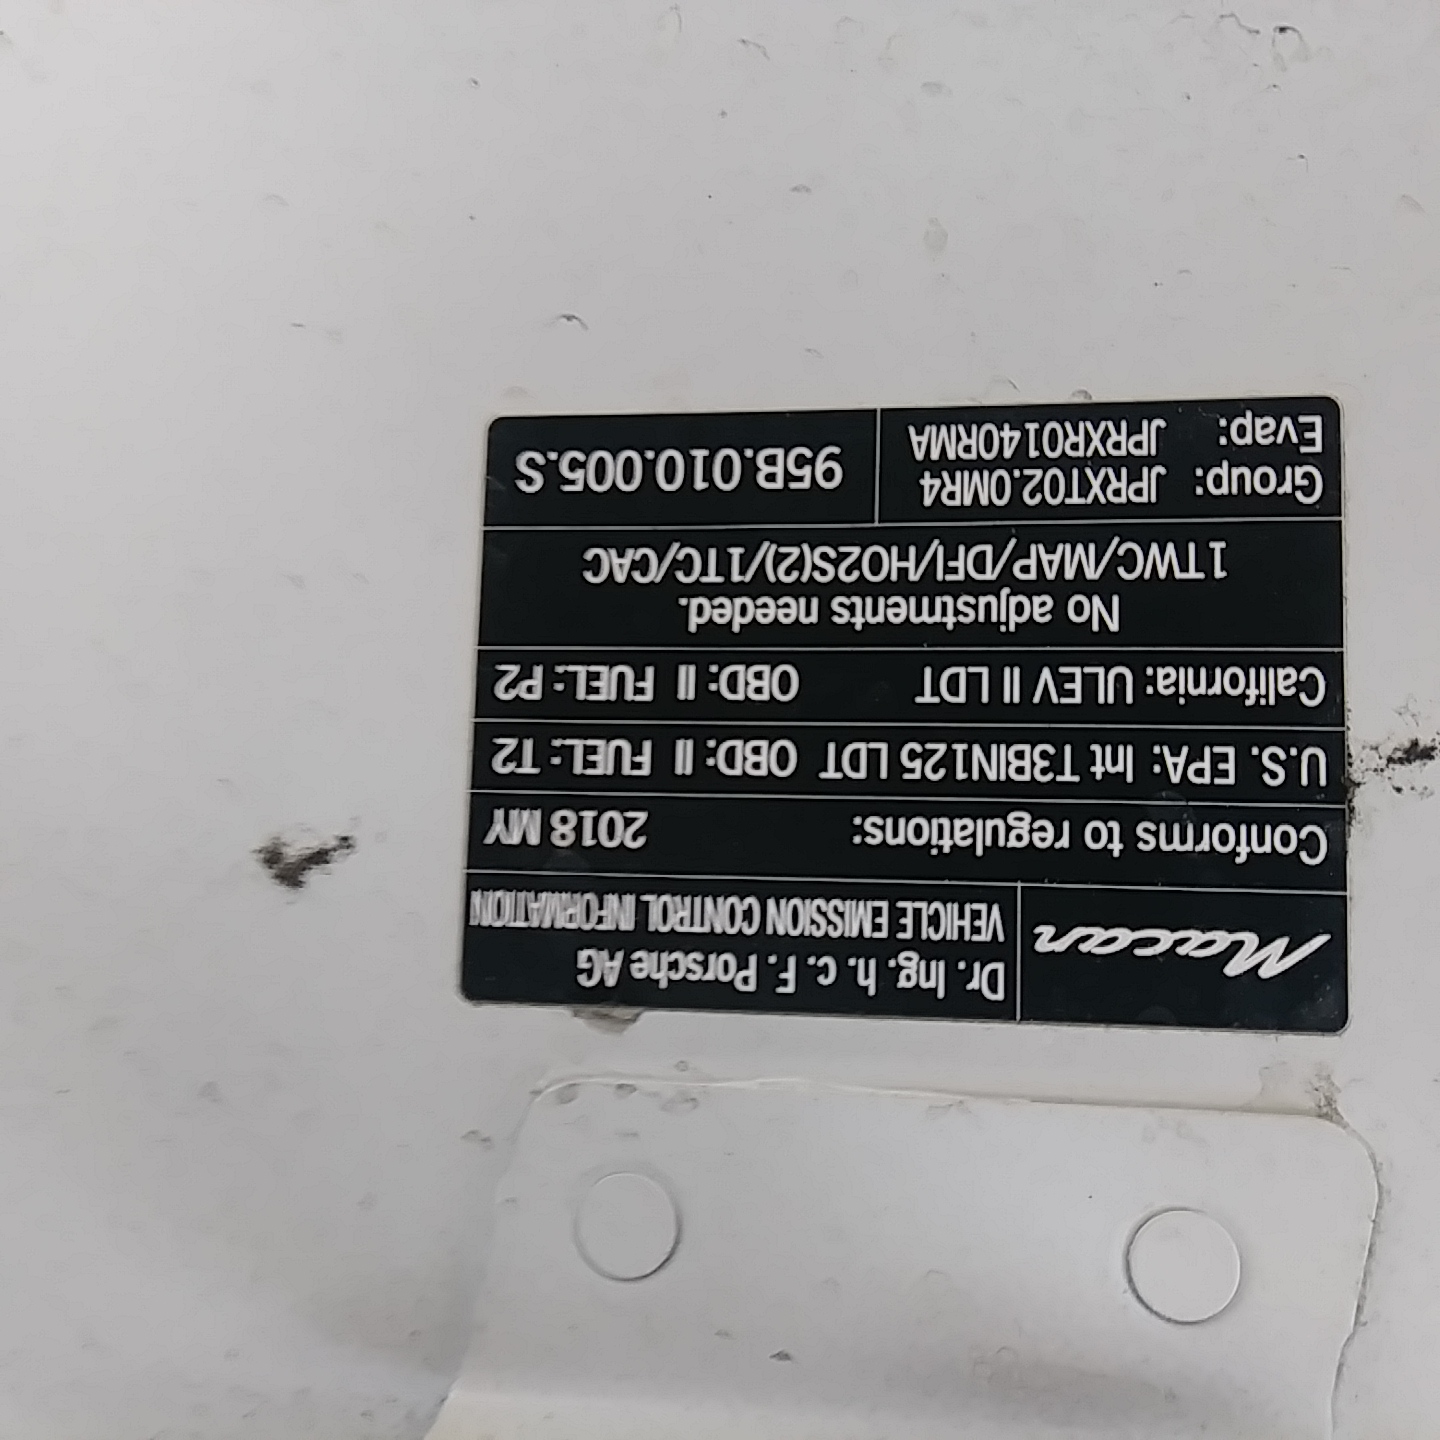 Macan
Dr. Ing. h. c. F. Porsche AG
VEHICLE EMISSION CONTROL INFORMATION
Conforms to regulations: 2018 MY
U.S. EPA: Int T3BIN125 LDT OBD: II FUEL: T2
California: ULEV II LDT OBD: II FUEL: P2
No adjustments needed.
1TWC/MAP/DFI/HO2S(2)/1TC/CAC
Group: JPRXT02.0MR4
Evap: JPRXR0140RMA
95B.010.005.S